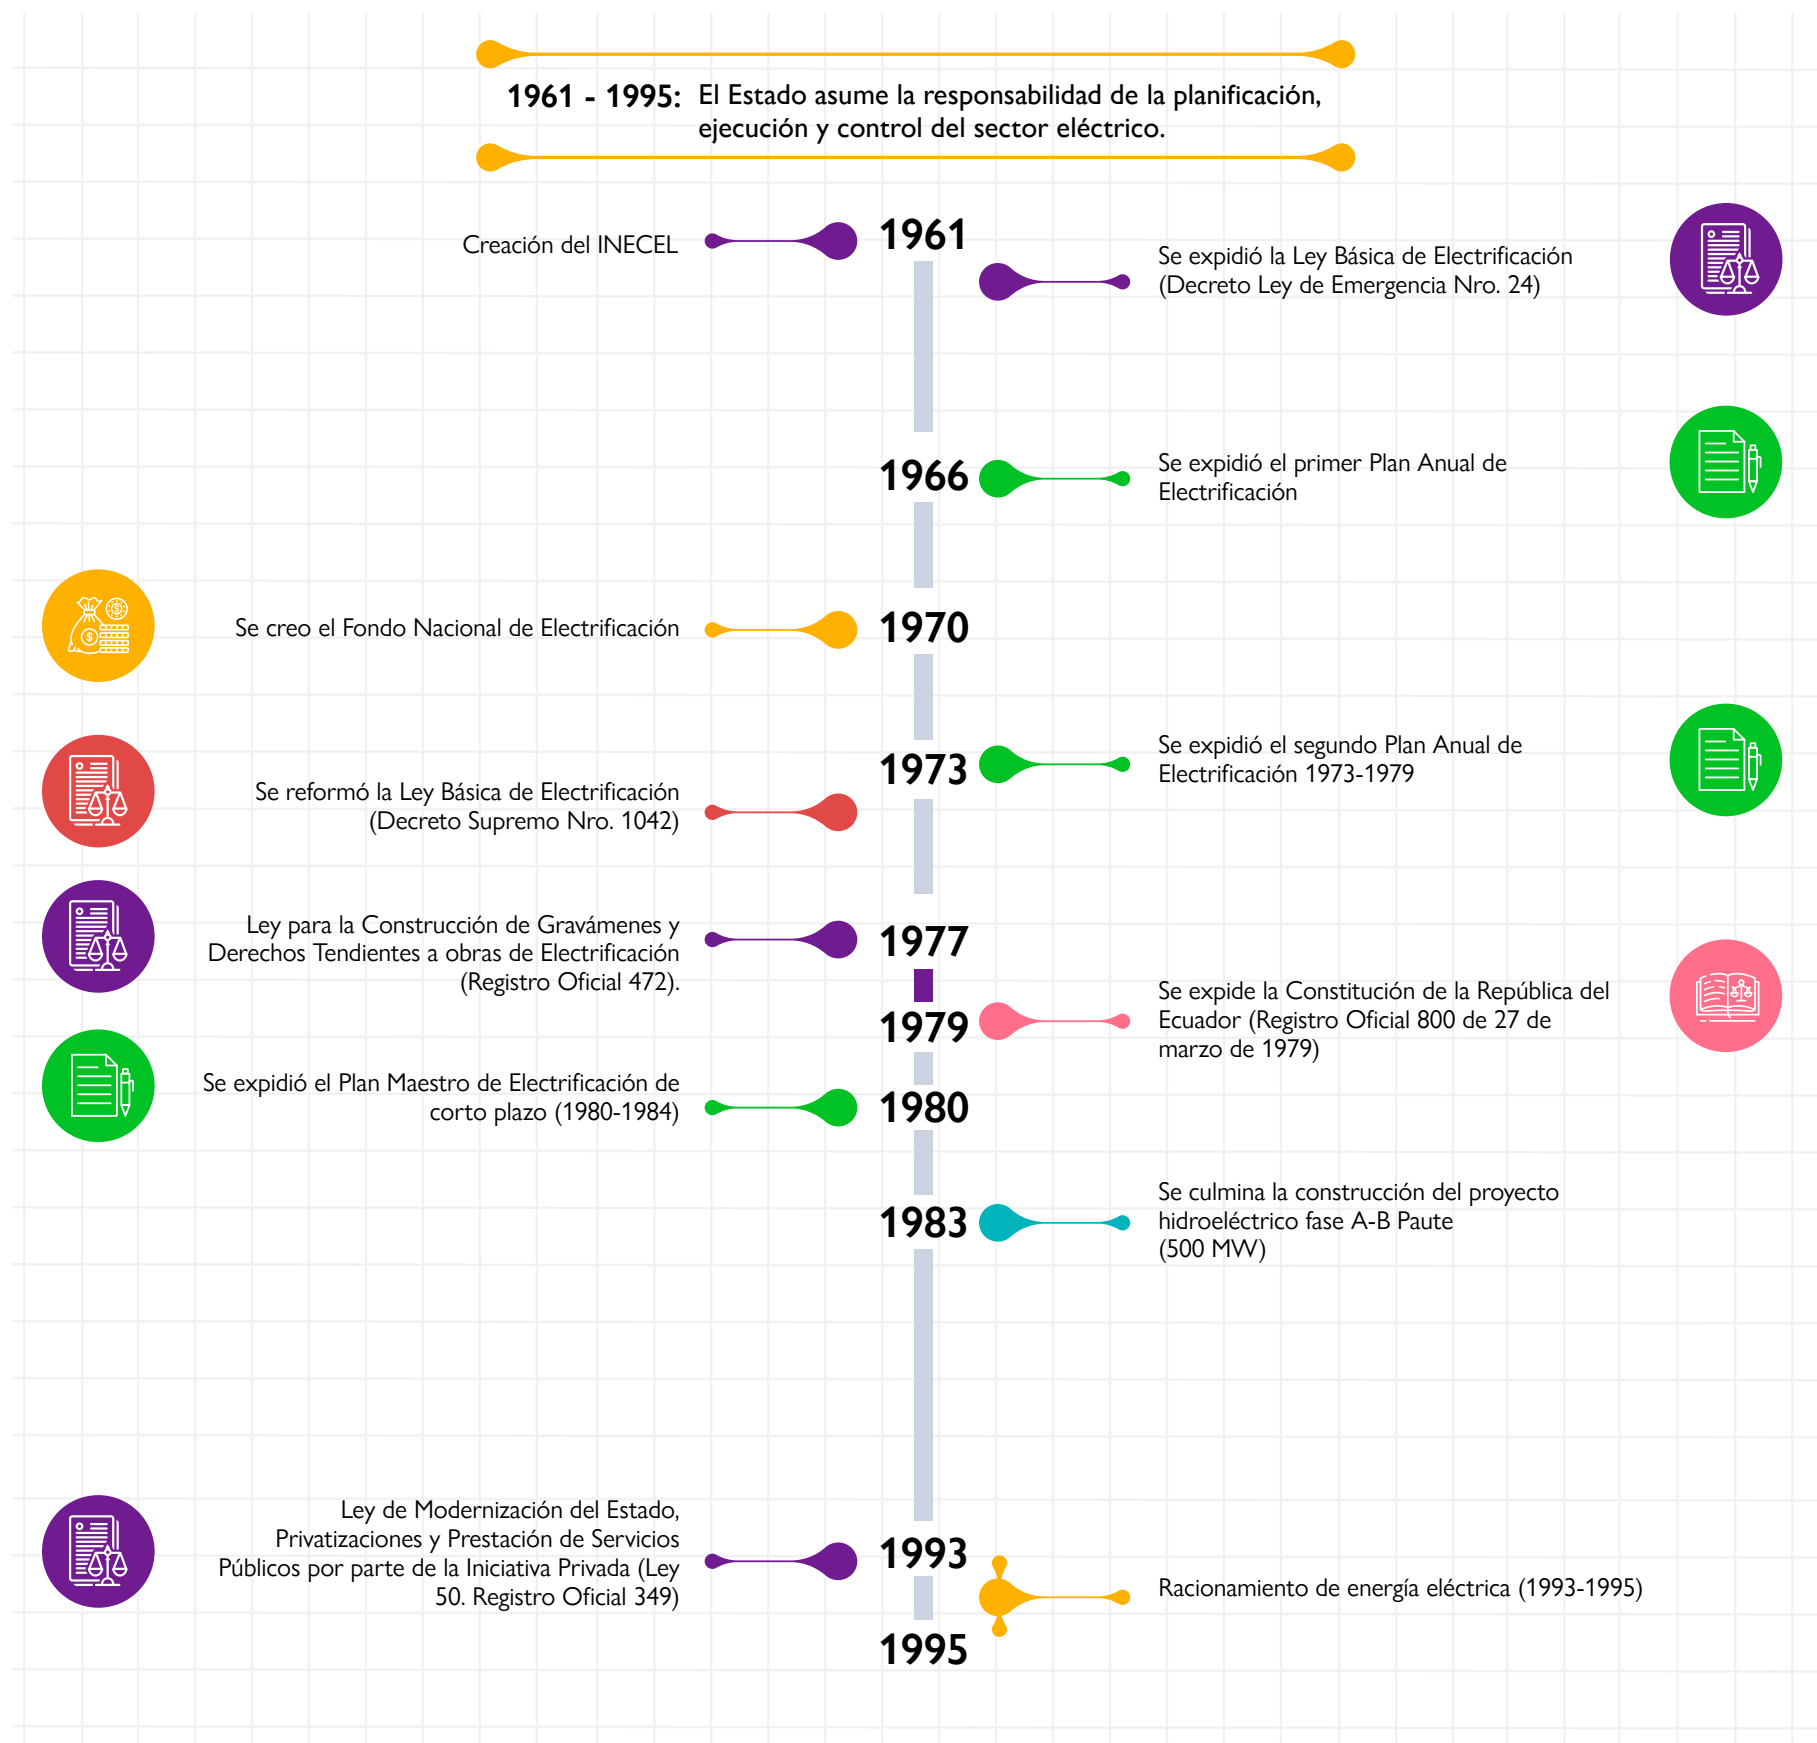 1961 - 1995: El Estado asume la responsabilidad de la planificación,
ejecución y control del sector eléctrico.
1961
Creación del INECEL
Se expidió la Ley Básica de Electrificación
(Decreto Ley de Emergencia Nro. 24)
1966
Se expidió el primer Plan Anual de
Electrificación
1970
Se creo el Fondo Nacional de Electrificación
1973
Se expidió el segundo Plan Anual de
Electrificación 1973-1979
Se reformó la Ley Básica de Electrificación
(Decreto Supremo Nro. 1042)
1977
Ley para la Construcción de Gravámenes y
Derechos Tendientes a obras de Electrificación
(Registro Oficial 472).
1979
Se expide la Constitución de la República del
Ecuador (Registro Oficial 800 de 27 de
marzo de 1979)
1980
Se expidió el Plan Maestro de Electrificación de
corto plazo (1980-1984)
1983
Se culmina la construcción del proyecto
hidroeléctrico fase A-B Paute
(500 MW)
1993
Ley de Modernización del Estado,
Privatizaciones y Prestación de Servicios
Públicos por parte de la Iniciativa Privada (Ley
50. Registro Oficial 349)
Racionamiento de energía eléctrica (1993-1995)
1995